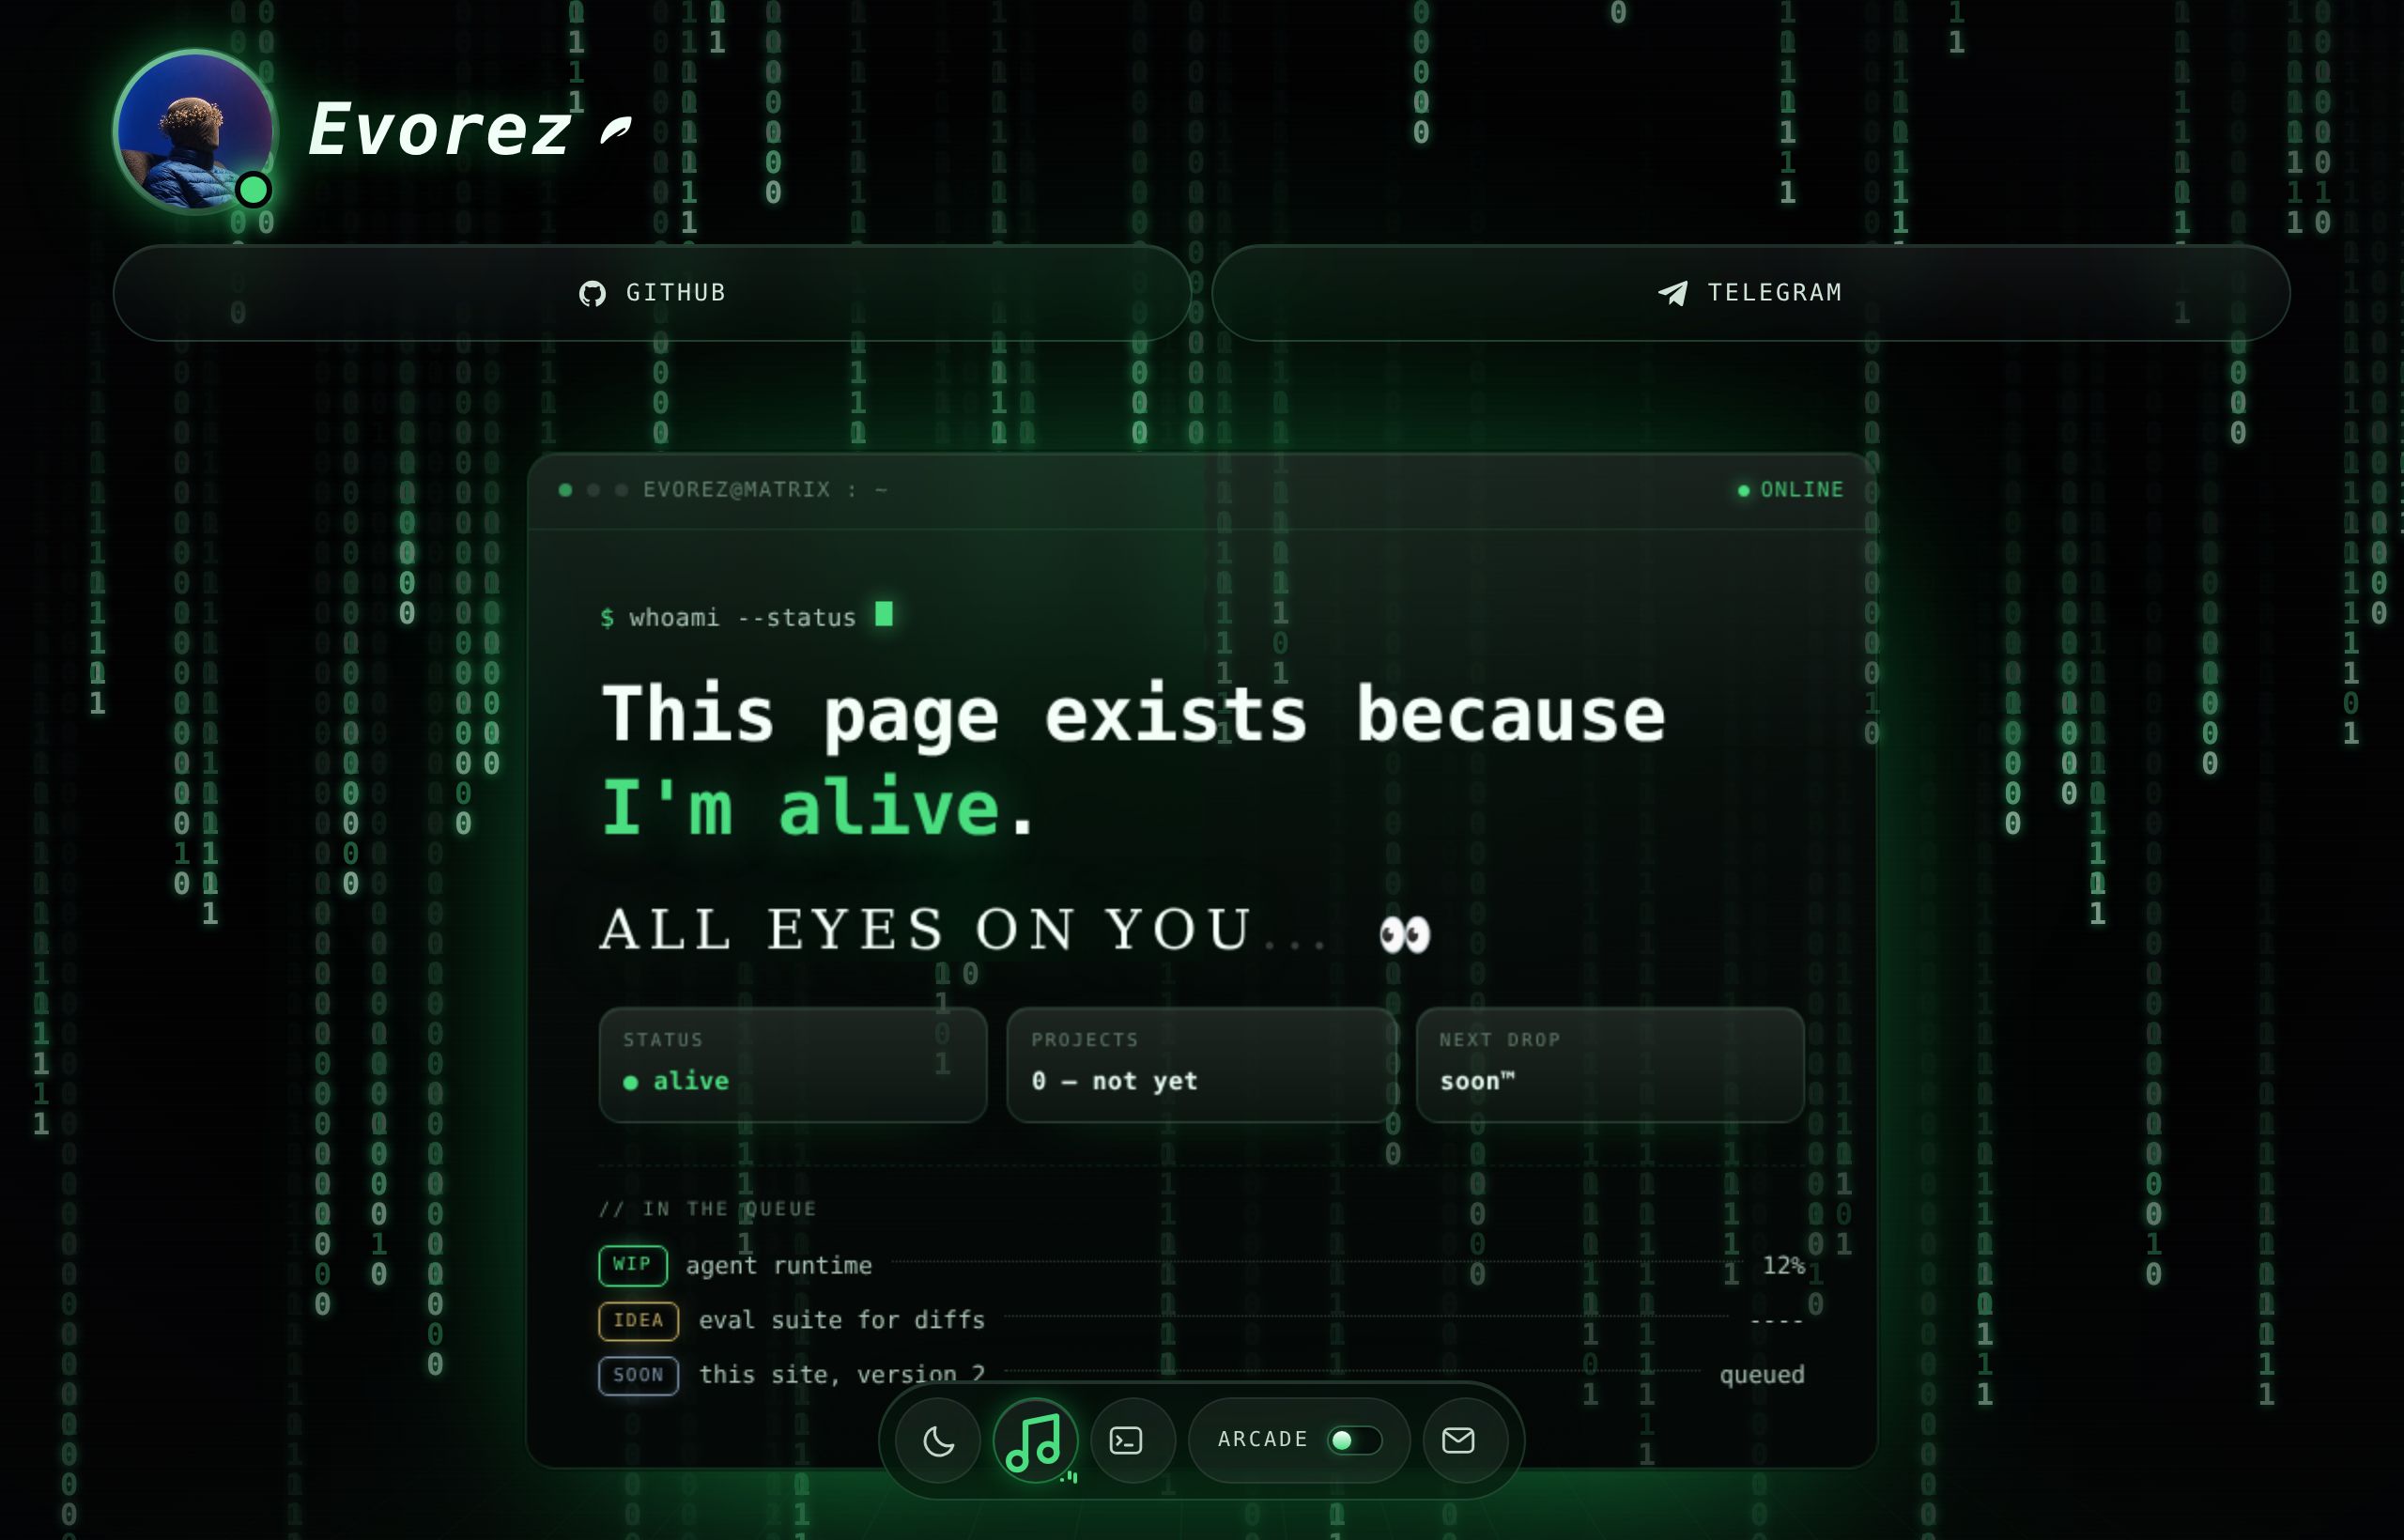 Evorez
GITHUB
TELEGRAM
EVOREZ@MATRIX : ~
ONLINE
$ whoami --status
This page exists because
I'm alive.
ALL EYES ON YOU... 👀
STATUS
alive
PROJECTS
0 — not yet
NEXT DROP
soon™
// IN THE QUEUE
WIP agent runtime 12%
IDEA eval suite for diffs ----
SOON this site, version 2 queued
ARCADE